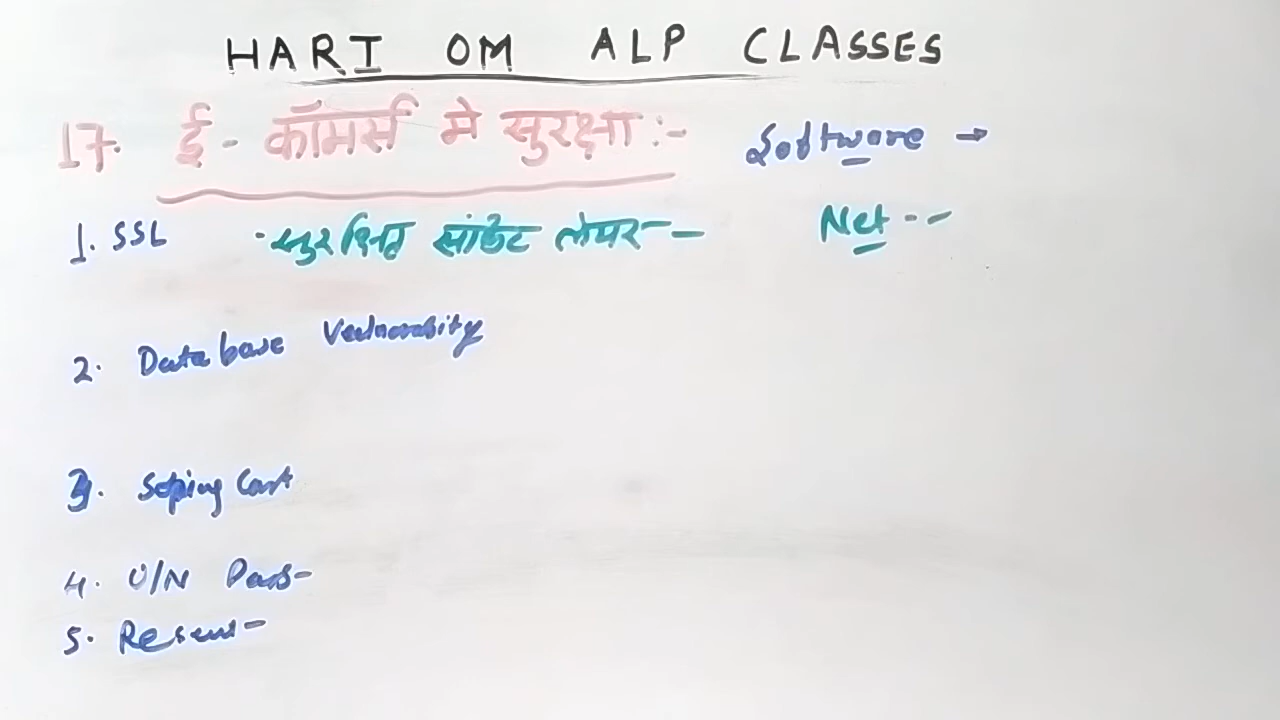 HARI OM ALP CLASSES
17. ई - कॉमर्स मे सुरक्षा :- Software →
1. SSL सुरक्षित सॉकेट लेयर – Net --
2. Database
3. Soping Cart
4. U/N Pass-
5.